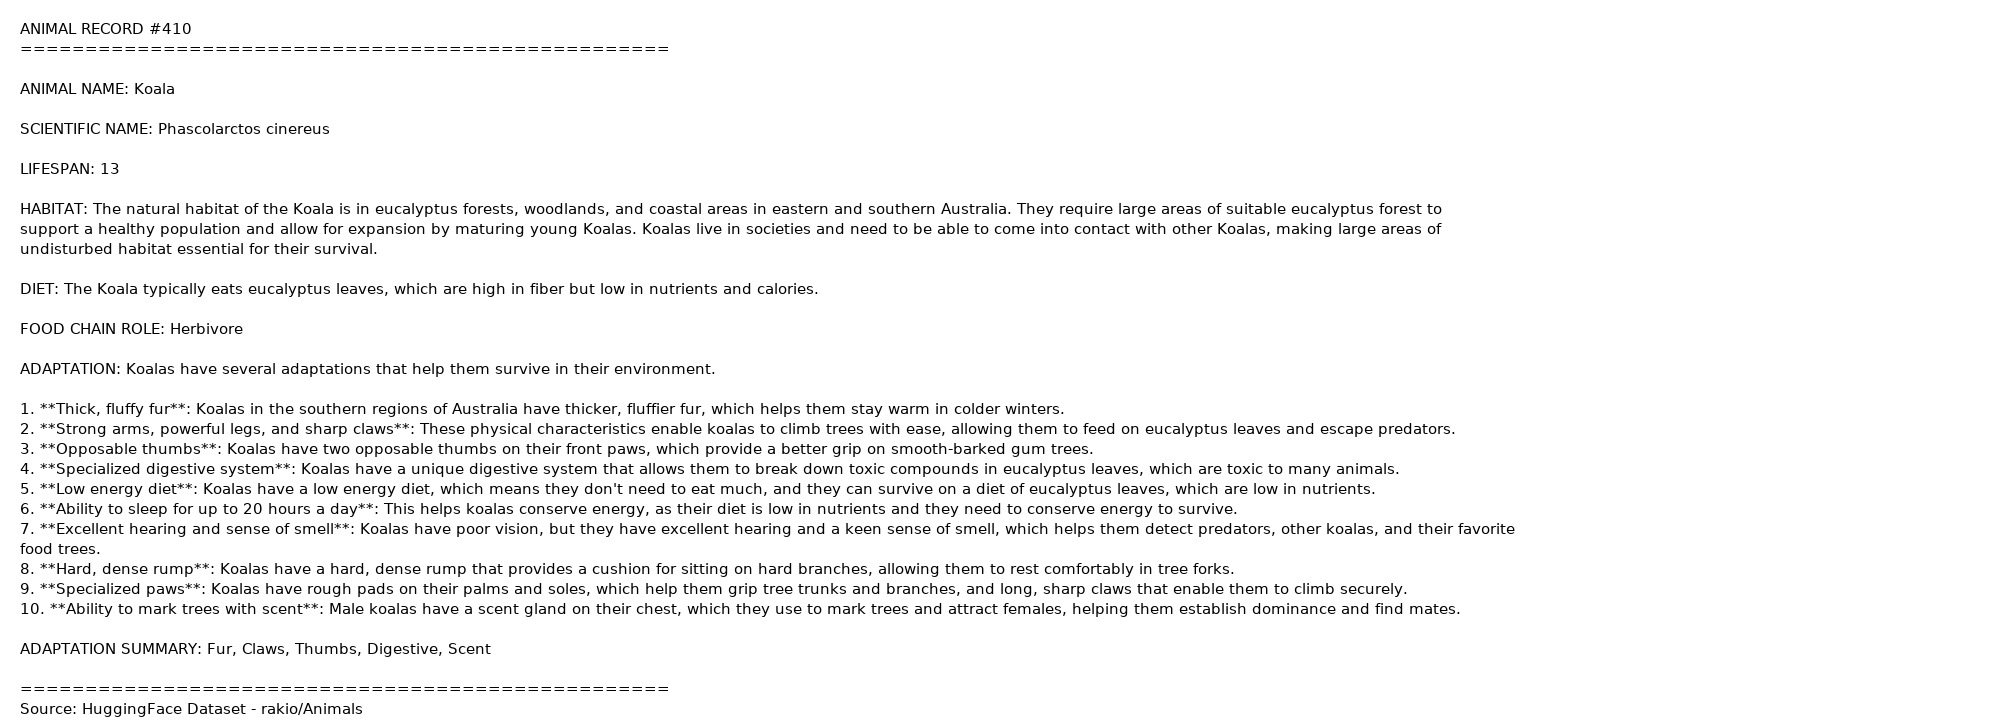 ANIMAL RECORD #410
==================================================
ANIMAL NAME: Koala
SCIENTIFIC NAME: Phascolarctos cinereus
LIFESPAN: 13
HABITAT: The natural habitat of the Koala is in eucalyptus forests, woodlands, and coastal areas in eastern and southern Australia. They require large areas of suitable eucalyptus forest to
support a healthy population and allow for expansion by maturing young Koalas. Koalas live in societies and need to be able to come into contact with other Koalas, making large areas of
undisturbed habitat essential for their survival.
DIET: The Koala typically eats eucalyptus leaves, which are high in fiber but low in nutrients and calories.
FOOD CHAIN ROLE: Herbivore
ADAPTATION: Koalas have several adaptations that help them survive in their environment.
1. **Thick, fluffy fur**: Koalas in the southern regions of Australia have thicker, fluffier fur, which helps them stay warm in colder winters.
2. **Strong arms, powerful legs, and sharp claws**: These physical characteristics enable koalas to climb trees with ease, allowing them to feed on eucalyptus leaves and escape predators.
3. **Opposable thumbs**: Koalas have two opposable thumbs on their front paws, which provide a better grip on smooth-barked gum trees.
4. **Specialized digestive system**: Koalas have a unique digestive system that allows them to break down toxic compounds in eucalyptus leaves, which are toxic to many animals.
5. **Low energy diet**: Koalas have a low energy diet, which means they don't need to eat much, and they can survive on a diet of eucalyptus leaves, which are low in nutrients.
6. **Ability to sleep for up to 20 hours a day**: This helps koalas conserve energy, as their diet is low in nutrients and they need to conserve energy to survive.
7. **Excellent hearing and sense of smell**: Koalas have poor vision, but they have excellent hearing and a keen sense of smell, which helps them detect predators, other koalas, and their favorite
food trees.
8. **Hard, dense rump**: Koalas have a hard, dense rump that provides a cushion for sitting on hard branches, allowing them to rest comfortably in tree forks.
9. **Specialized paws**: Koalas have rough pads on their palms and soles, which help them grip tree trunks and branches, and long, sharp claws that enable them to climb securely.
10. **Ability to mark trees with scent**: Male koalas have a scent gland on their chest, which they use to mark trees and attract females, helping them establish dominance and find mates.
ADAPTATION SUMMARY: Fur, Claws, Thumbs, Digestive, Scent
==================================================
Source: HuggingFace Dataset - rakio/Animals